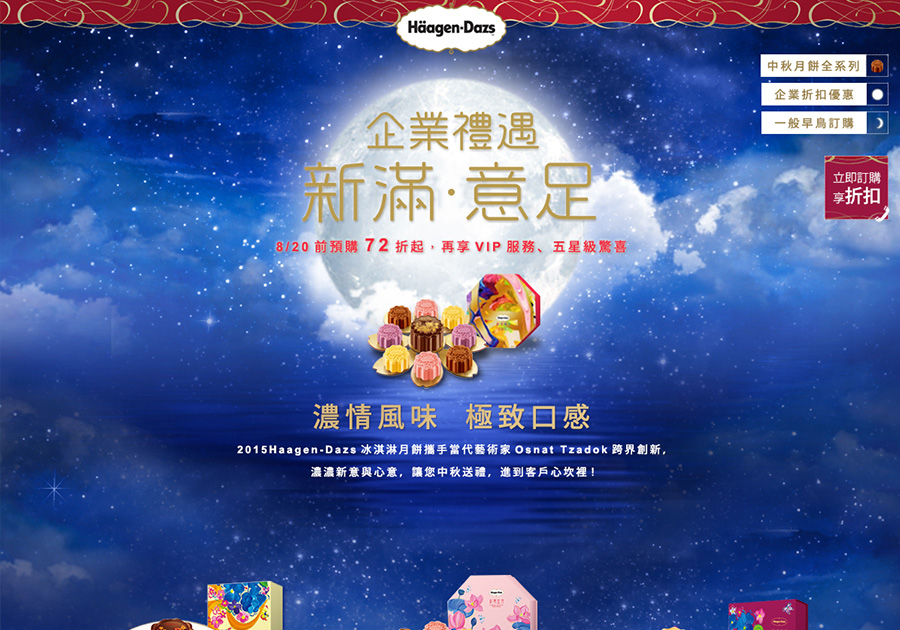 Häagen-Dazs
中秋月餅全系列
企業折扣優惠
一般早鳥訂購
立即訂購
享折扣
企業禮遇
新滿·意足
8/20 前預購 72 折起，再享 VIP 服務、五星級驚喜
濃情風味 極致口感
2015Haagen-Dazs 冰淇淋月餅攜手當代藝術家 Osnat Tzadok 跨界創新，
濃濃新意與心意，讓您中秋送禮，進到客戶心坎裡！